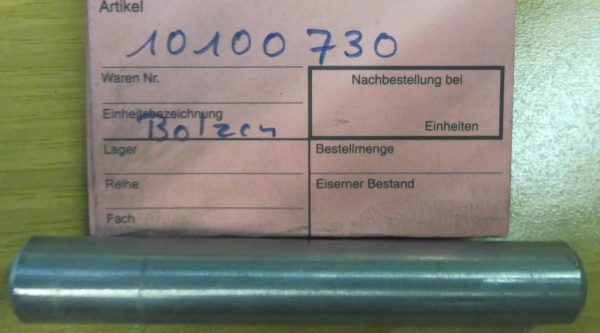 Artikel
10100730
Waren Nr.
Nachbestellung bei
Einheitsbezeichnung
Bolzen
Einheiten
Lager
Bestellmenge
Reihe
Eiserner Bestand
Fach